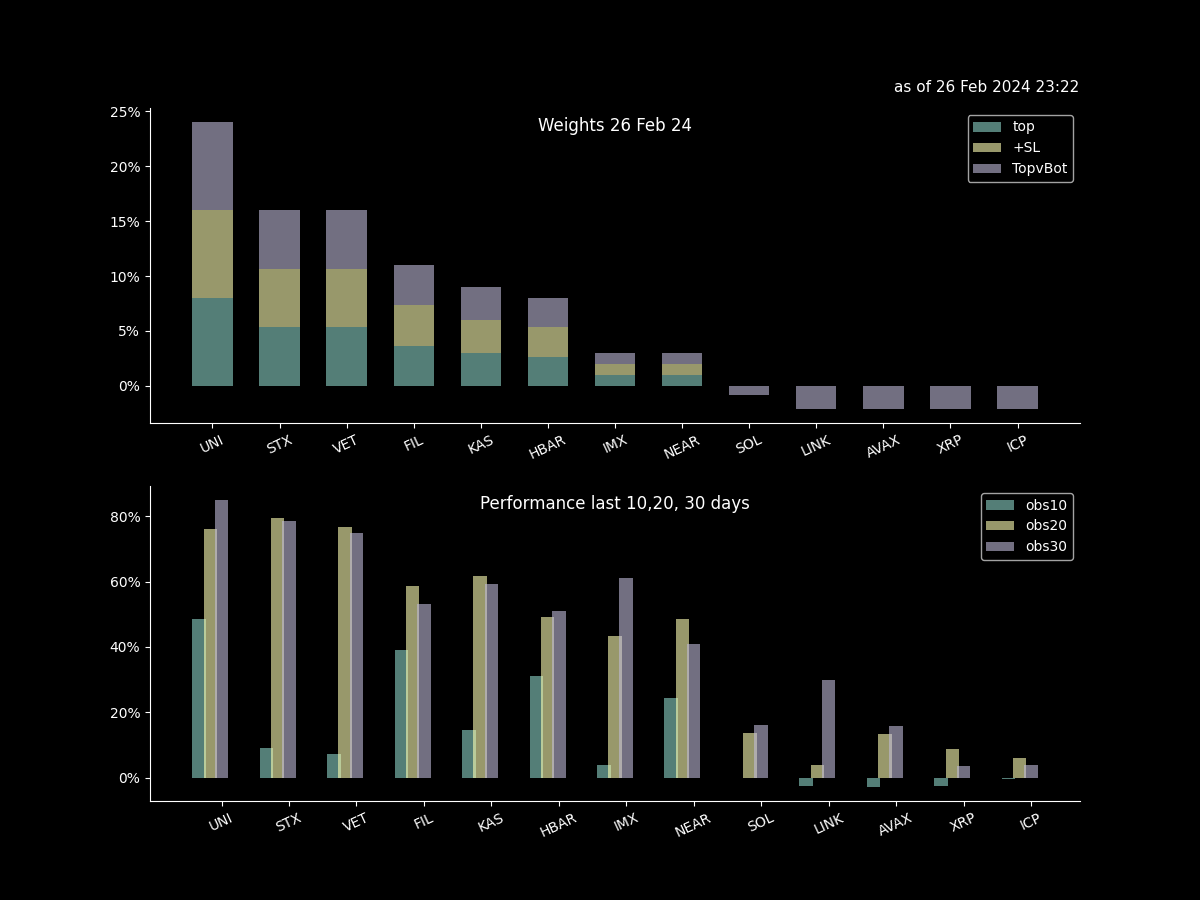 as of 26 Feb 2024 23:22
Weights 26 Feb 24
top
+SL
TopvBot
25%
20%
15%
10%
5%
0%
UNI STX VET FIL KAS HBAR IMX NEAR SOL LINK AVAX XRP ICP
Performance last 10,20, 30 days
obs10
obs20
obs30
80%
60%
40%
20%
0%
UNI STX VET FIL KAS HBAR IMX NEAR SOL LINK AVAX XRP ICP